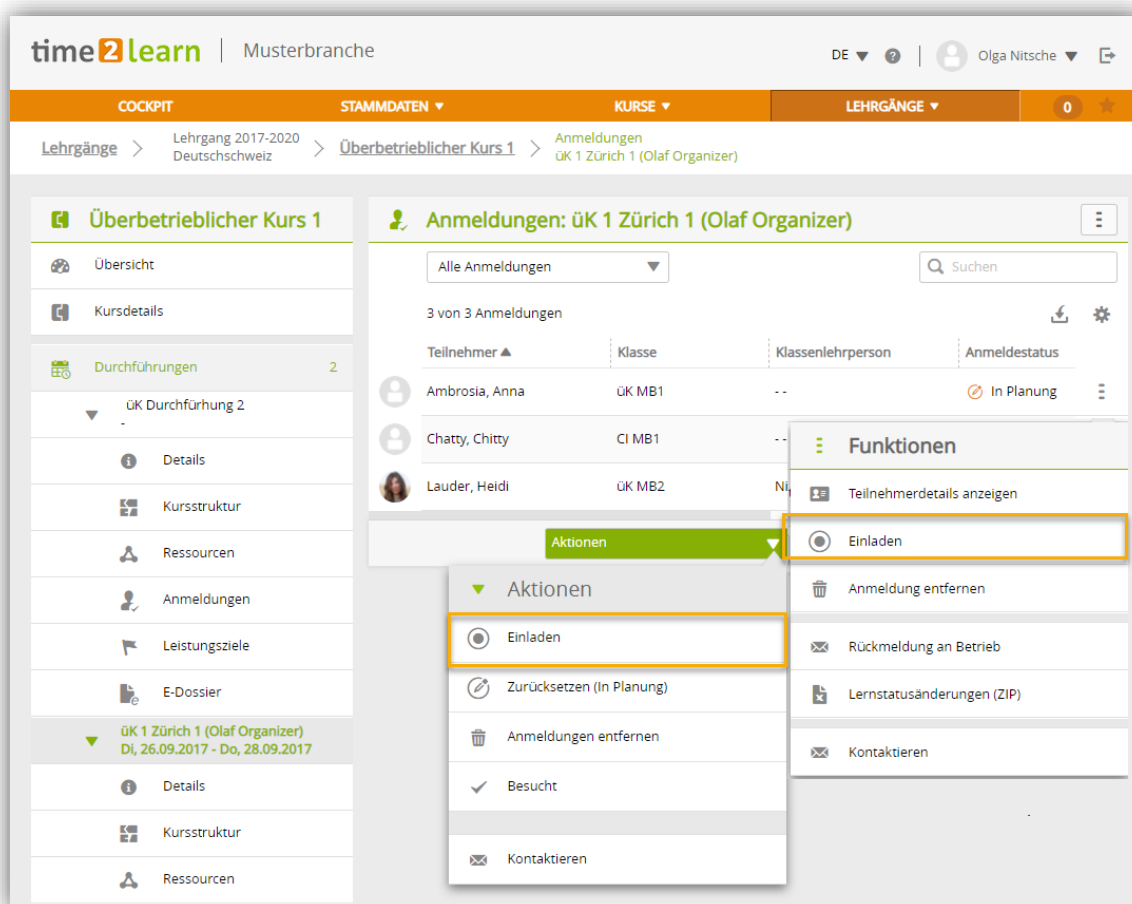 time2learn | Musterbranche
DE Olga Nitsche
COCKPIT STAMMDATEN KURSE LEHRGÄNGE 0
Lehrgänge > Lehrgang 2017-2020 Deutschschweiz > Überbetrieblicher Kurs 1 > Anmeldungen üK 1 Zürich 1 (Olaf Organizer)
Überbetrieblicher Kurs 1
Übersicht
Kursdetails
Durchführungen 2
üK Durchfürhung 2
-
Details
Kursstruktur
Ressourcen
Anmeldungen
Leistungsziele
E-Dossier
üK 1 Zürich 1 (Olaf Organizer)
Di, 26.09.2017 - Do, 28.09.2017
Details
Kursstruktur
Ressourcen
Anmeldungen: üK 1 Zürich 1 (Olaf Organizer)
Alle Anmeldungen Suchen
3 von 3 Anmeldungen
Teilnehmer Klasse Klassenlehrperson Anmeldestatus
Ambrosia, Anna üK MB1 - - In Planung
Chatty, Chitty CI MB1 - -
Lauder, Heidi üK MB2
Aktionen
Aktionen
Einladen
Zurücksetzen (In Planung)
Anmeldungen entfernen
Besucht
Kontaktieren
Funktionen
Teilnehmerdetails anzeigen
Einladen
Anmeldung entfernen
Rückmeldung an Betrieb
Lernstatusänderungen (ZIP)
Kontaktieren